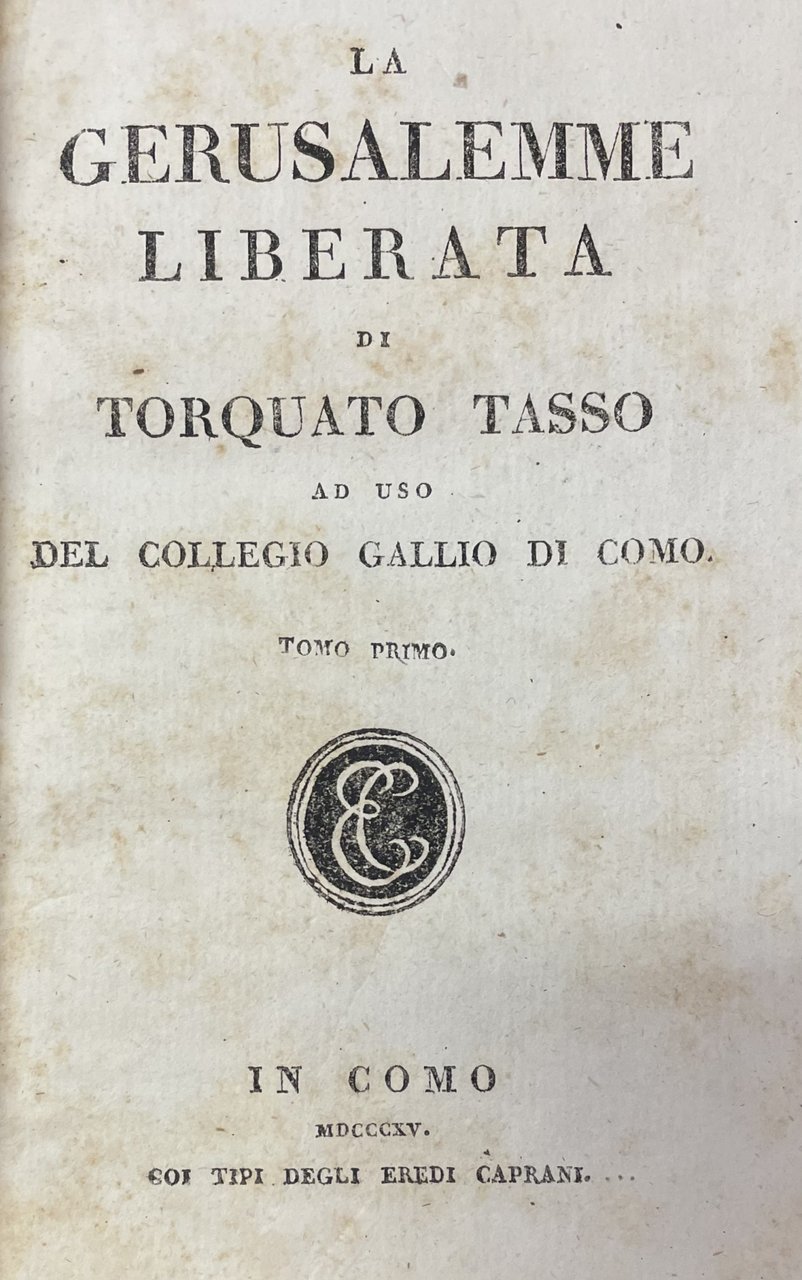 LA
GERUSALEMME
LIBERATA
DI
TORQUATO TASSO
AD USO
DEL COLLEGIO GALLIO DI COMO.
TOMO PRIMO.
IN COMO
MDCCCXV.
COI TIPI DEGLI EREDI CAPRANI.